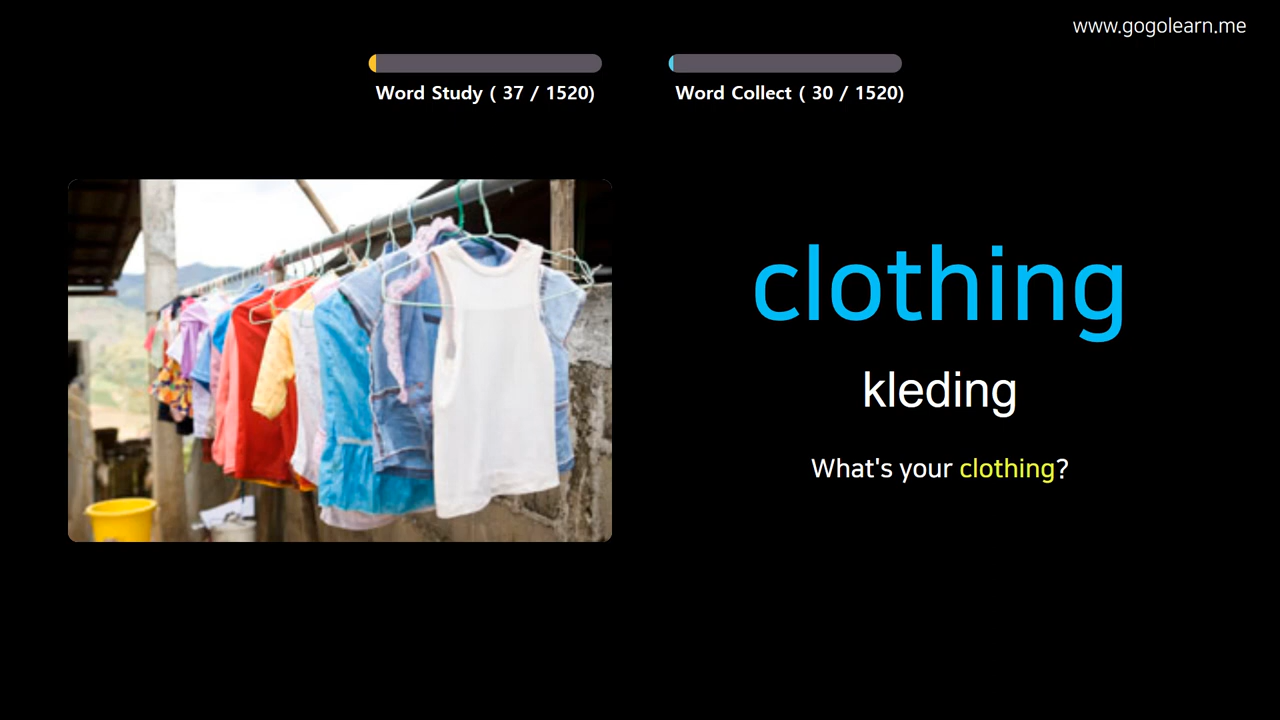 www.gogolearn.me
Word Study ( 37 / 1520)
Word Collect ( 30 / 1520)
clothing
kleding
What's your clothing?